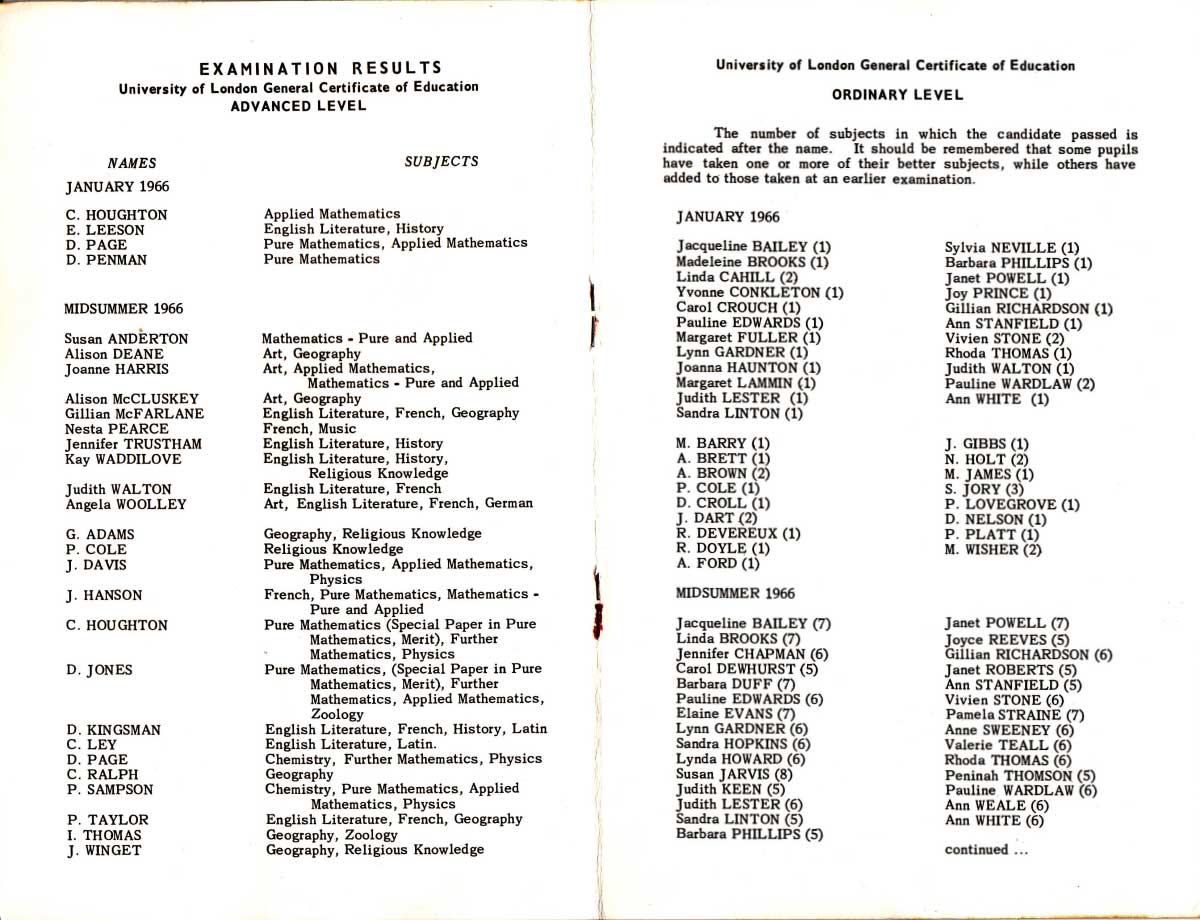 EXAMINATION RESULTS
University of London General Certificate of Education
ADVANCED LEVEL
NAMES SUBJECTS
JANUARY 1966
C. HOUGHTON Applied Mathematics
E. LEESON English Literature, History
D. PAGE Pure Mathematics, Applied Mathematics
D. PENMAN Pure Mathematics
MIDSUMMER 1966
Susan ANDERTON Mathematics - Pure and Applied
Alison DEANE Art, Geography
Joanne HARRIS Art, Applied Mathematics,
Mathematics - Pure and Applied
Alison McCLUSKEY Art, Geography
Gillian McFARLANE English Literature, French, Geography
Nesta PEARCE French, Music
Jennifer TRUSTHAM English Literature, History
Kay WADDILOVE English Literature, History,
Religious Knowledge
Judith WALTON English Literature, French
Angela WOOLLEY Art, English Literature, French, German
G. ADAMS Geography, Religious Knowledge
P. COLE Religious Knowledge
J. DAVIS Pure Mathematics, Applied Mathematics,
Physics
J. HANSON French, Pure Mathematics, Mathematics -
Pure and Applied
C. HOUGHTON Pure Mathematics (Special Paper in Pure
Mathematics, Merit), Further
Mathematics, Physics
D. JONES Pure Mathematics, (Special Paper in Pure
Mathematics, Merit), Further
Mathematics, Applied Mathematics,
Zoology
D. KINGSMAN English Literature, French, History, Latin
C. LEY English Literature, Latin.
D. PAGE Chemistry, Further Mathematics, Physics
C. RALPH Geography
P. SAMPSON Chemistry, Pure Mathematics, Applied
Mathematics, Physics
P. TAYLOR English Literature, French, Geography
I. THOMAS Geography, Zoology
J. WINGET Geography, Religious Knowledge
University of London General Certificate of Education
ORDINARY LEVEL
The number of subjects in which the candidate passed is
indicated after the name. It should be remembered that some pupils
have taken one or more of their better subjects, while others have
added to those taken at an earlier examination.
JANUARY 1966
Jacqueline BAILEY (1) Sylvia NEVILLE (1)
Madeleine BROOKS (1) Barbara PHILLIPS (1)
Linda CAHILL (2) Janet POWELL (1)
Yvonne CONKLETON (1) Joy PRINCE (1)
Carol CROUCH (1) Gillian RICHARDSON (1)
Pauline EDWARDS (1) Ann STANFIELD (1)
Margaret FULLER (1) Vivien STONE (2)
Lynn GARDNER (1) Rhoda THOMAS (1)
Joanna HAUNTON (1) Judith WALTON (1)
Margaret LAMMIN (1) Pauline WARDLAW (2)
Judith LESTER (1) Ann WHITE (1)
Sandra LINTON (1)
M. BARRY (1) J. GIBBS (1)
A. BRETT (1) N. HOLT (2)
A. BROWN (2) M. JAMES (1)
P. COLE (1) S. JORY (3)
D. CROLL (1) P. LOVEGROVE (1)
J. DART (2) D. NELSON (1)
R. DEVEREUX (1) P. PLATT (1)
R. DOYLE (1) M. WISHER (2)
A. FORD (1)
MIDSUMMER 1966
Jacqueline BAILEY (7) Janet POWELL (7)
Linda BROOKS (7) Joyce REEVES (5)
Jennifer CHAPMAN (6) Gillian RICHARDSON (6)
Carol DEWHURST (5) Janet ROBERTS (5)
Barbara DUFF (7) Ann STANFIELD (5)
Pauline EDWARDS (6) Vivien STONE (6)
Elaine EVANS (7) Pamela STRAINE (7)
Lynn GARDNER (6) Anne SWEENEY (6)
Sandra HOPKINS (6) Valerie TEALL (6)
Lynda HOWARD (6) Rhoda THOMAS (6)
Susan JARVIS (8) Peninah THOMSON (5)
Judith KEEN (5) Pauline WARDLAW (6)
Judith LESTER (6) Ann WEALE (6)
Sandra LINTON (5) Ann WHITE (6)
Barbara PHILLIPS (5)
continued ...